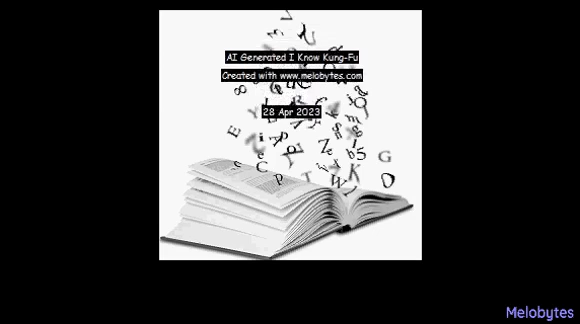 AI Generated I Know Kung-Fu
Created with www.melobytes.com
28 Apr 2023
Melobytes